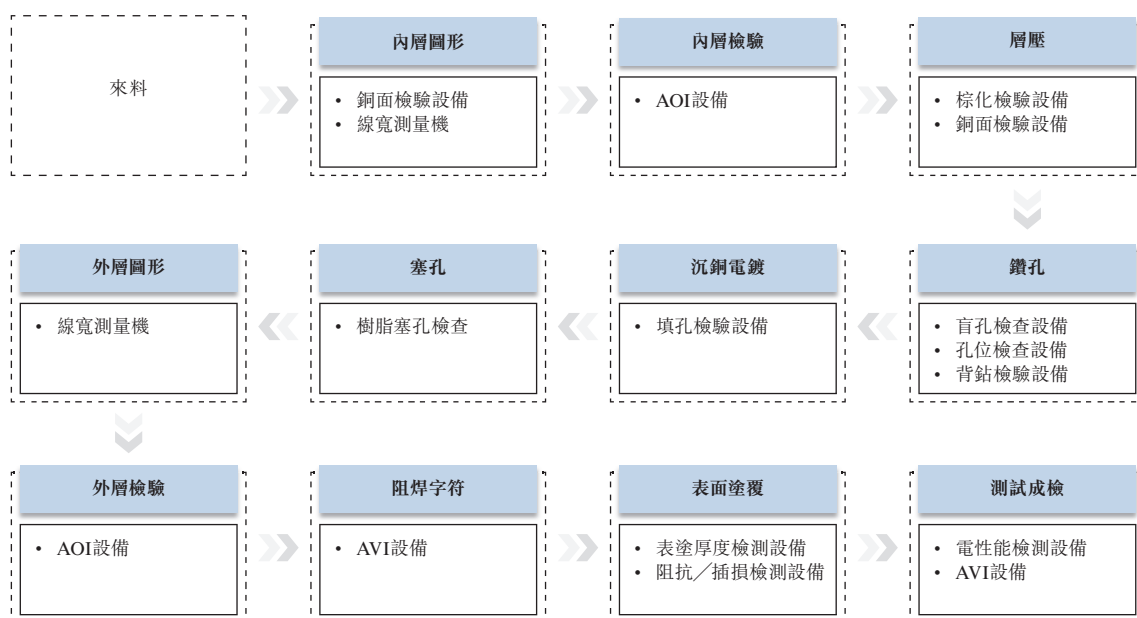 來料
內層圖形
• 銅面檢驗設備
• 線寬測量機
內層檢驗
• AOI設備
層壓
• 棕化檢驗設備
• 銅面檢驗設備
鑽孔
• 盲孔檢查設備
• 孔位檢查設備
• 背鉆檢驗設備
沉銅電鍍
• 填孔檢驗設備
塞孔
• 樹脂塞孔檢查
外層圖形
• 線寬測量機
外層檢驗
• AOI設備
阻焊字符
• AVI設備
表面塗覆
• 表塗厚度檢測設備
• 阻抗／插損檢測設備
測試成檢
• 電性能檢測設備
• AVI設備